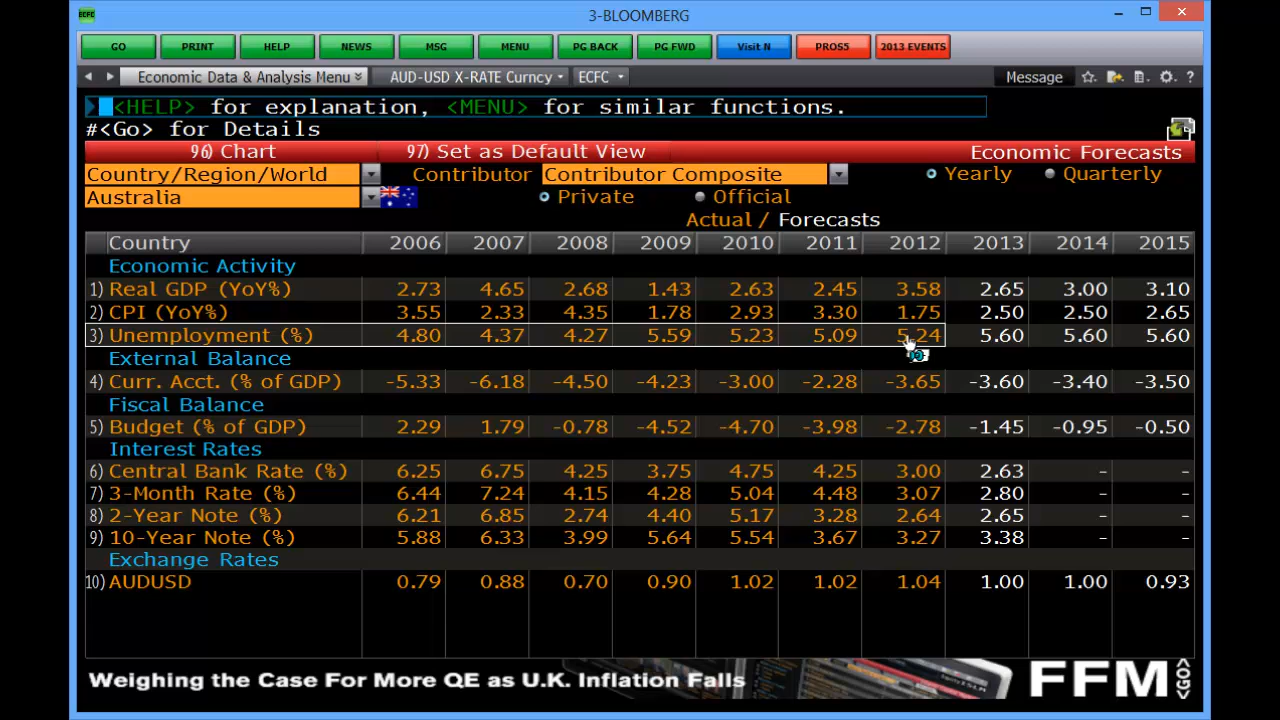 ECFC 3-BLOOMBERG
GO PRINT HELP NEWS MSG MENU PG BACK PG FWD Visit N PROS5 2013 EVENTS
Economic Data & Analysis Menu AUD-USD X-RATE Curncy ECFC Message ?
<HELP> for explanation, <MENU> for similar functions.
#<Go> for Details
96) Chart 97) Set as Default View Economic Forecasts
Country/Region/World Contributor Contributor Composite Yearly Quarterly
Australia Private Official
Actual / Forecasts
Country 2006 2007 2008 2009 2010 2011 2012 2013 2014 2015
Economic Activity
1) Real GDP (YoY%) 2.73 4.65 2.68 1.43 2.63 2.45 3.58 2.65 3.00 3.10
2) CPI (YoY%) 3.55 2.33 4.35 1.78 2.93 3.30 1.75 2.50 2.50 2.65
3) Unemployment (%) 4.80 4.37 4.27 5.59 5.23 5.09 5.24 5.60 5.60 5.60
External Balance
4) Curr. Acct. (% of GDP) -5.33 -6.18 -4.50 -4.23 -3.00 -2.28 -3.65 -3.60 -3.40 -3.50
Fiscal Balance
5) Budget (% of GDP) 2.29 1.79 -0.78 -4.52 -4.70 -3.98 -2.78 -1.45 -0.95 -0.50
Interest Rates
6) Central Bank Rate (%) 6.25 6.75 4.25 3.75 4.75 4.25 3.00 2.63 - -
7) 3-Month Rate (%) 6.44 7.24 4.15 4.28 5.04 4.48 3.07 2.80 - -
8) 2-Year Note (%) 6.21 6.85 2.74 4.40 5.17 3.28 2.64 2.65 - -
9) 10-Year Note (%) 5.88 6.33 3.99 5.64 5.54 3.67 3.27 3.38 - -
Exchange Rates
10) AUDUSD 0.79 0.88 0.70 0.90 1.02 1.02 1.04 1.00 1.00 0.93
Weighing the Case For More QE as U.K. Inflation Falls FFM <GO>